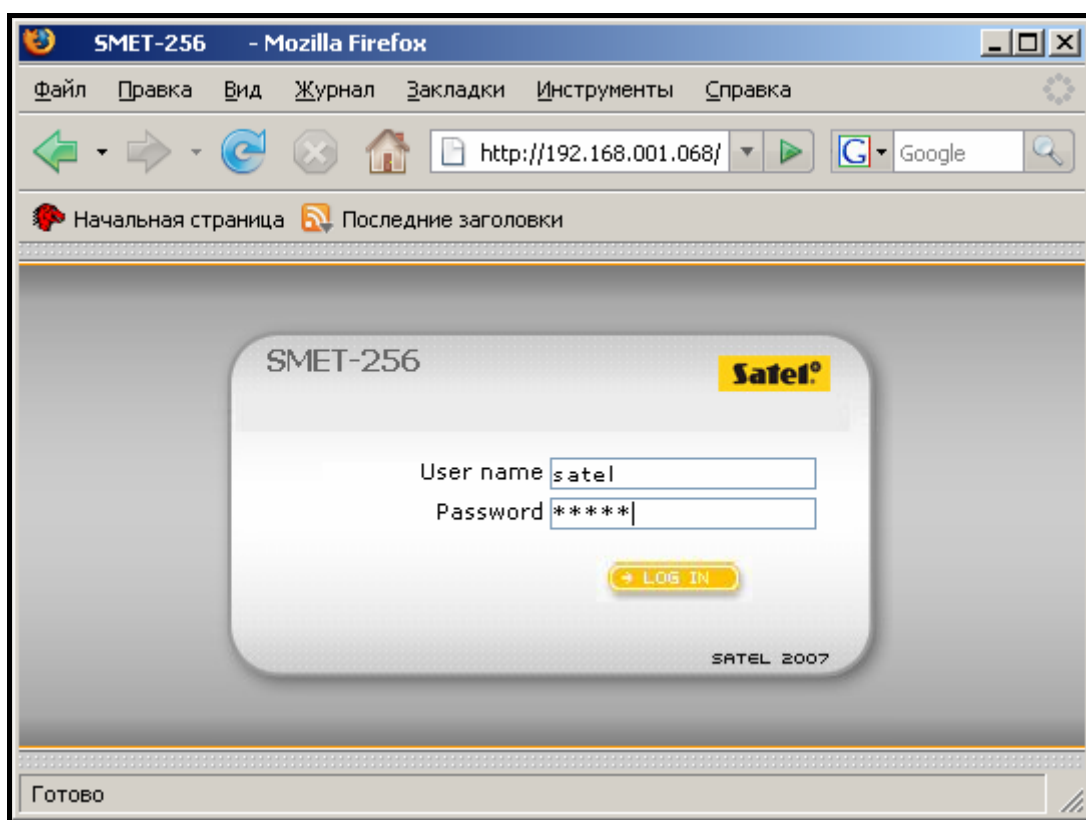 SMET-256 - Mozilla Firefox
Файл Правка Вид Журнал Закладки Инструменты Справка
http://192.168.001.068/ G Google
Начальная страница Последние заголовки
SMET-256
Satel®
User name satel
Password *****
LOG IN
SATEL 2007
Готово